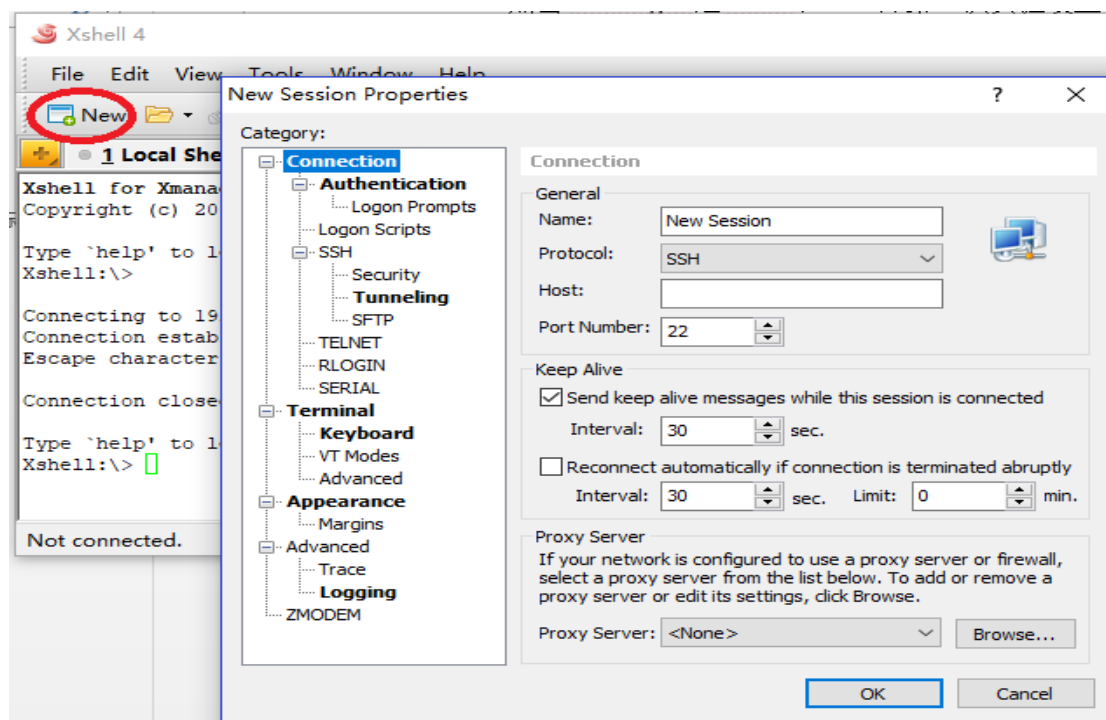 Xshell 4
File Edit View Tools Window Help
New
1 Local She
Xshell for Xmana
Copyright (c) 20
Type `help' to l
Xshell:\>
Connecting to 19
Connection estab
Escape character
Connection close
Type `help' to l
Xshell:\>
Not connected.
New Session Properties
Category:
Connection
Authentication
Logon Prompts
Logon Scripts
SSH
Security
Tunneling
SFTP
TELNET
RLOGIN
SERIAL
Terminal
Keyboard
VT Modes
Advanced
Appearance
Margins
Advanced
Trace
Logging
ZMODEM
Connection
General
Name: New Session
Protocol: SSH
Host:
Port Number: 22
Keep Alive
Send keep alive messages while this session is connected
Interval: 30 sec.
Reconnect automatically if connection is terminated abruptly
Interval: 30 sec. Limit: 0 min.
Proxy Server
If your network is configured to use a proxy server or firewall,
select a proxy server from the list below. To add or remove a
proxy server or edit its settings, click Browse.
Proxy Server: <None> Browse...
OK Cancel